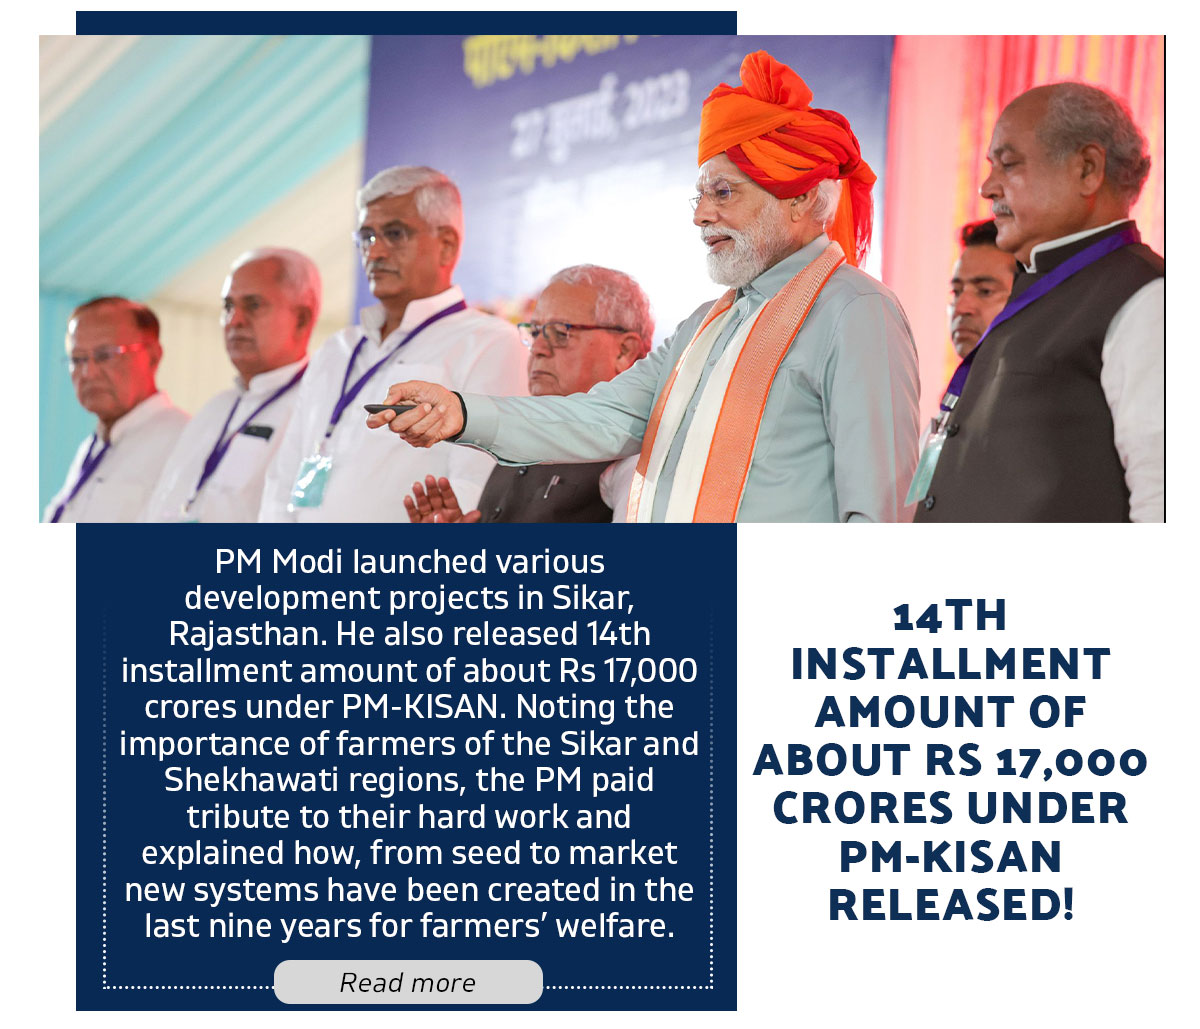 27 जुलाई, 2023
PM Modi launched various
development projects in Sikar,
Rajasthan. He also released 14th
installment amount of about Rs 17,000
crores under PM-KISAN. Noting the
importance of farmers of the Sikar and
Shekhawati regions, the PM paid
tribute to their hard work and
explained how, from seed to market
new systems have been created in the
last nine years for farmers’ welfare.
Read more
14TH
INSTALLMENT
AMOUNT OF
ABOUT RS 17,000
CRORES UNDER
PM-KISAN
RELEASED!